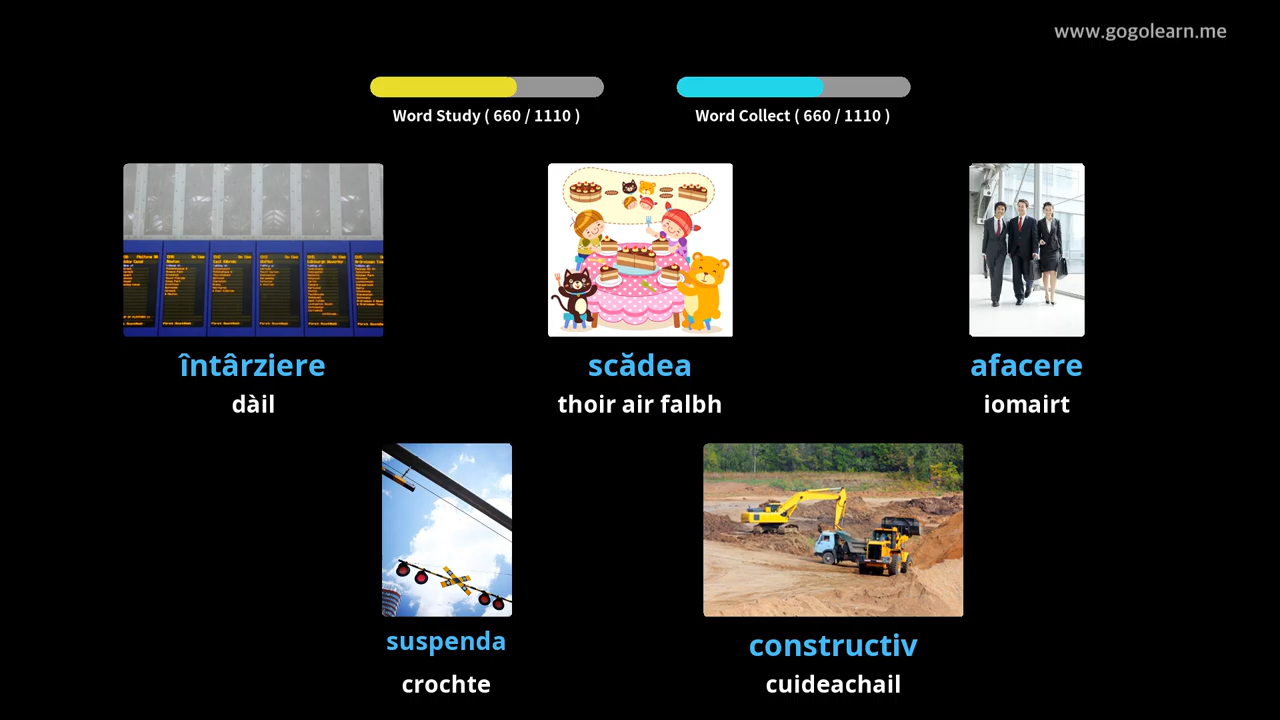 www.gogolearn.me
Word Study ( 660 / 1110 )
Word Collect ( 660 / 1110 )
întârziere
dàil
scădea
thoir air falbh
afacere
iomairt
suspenda
crochte
constructiv
cuideachail